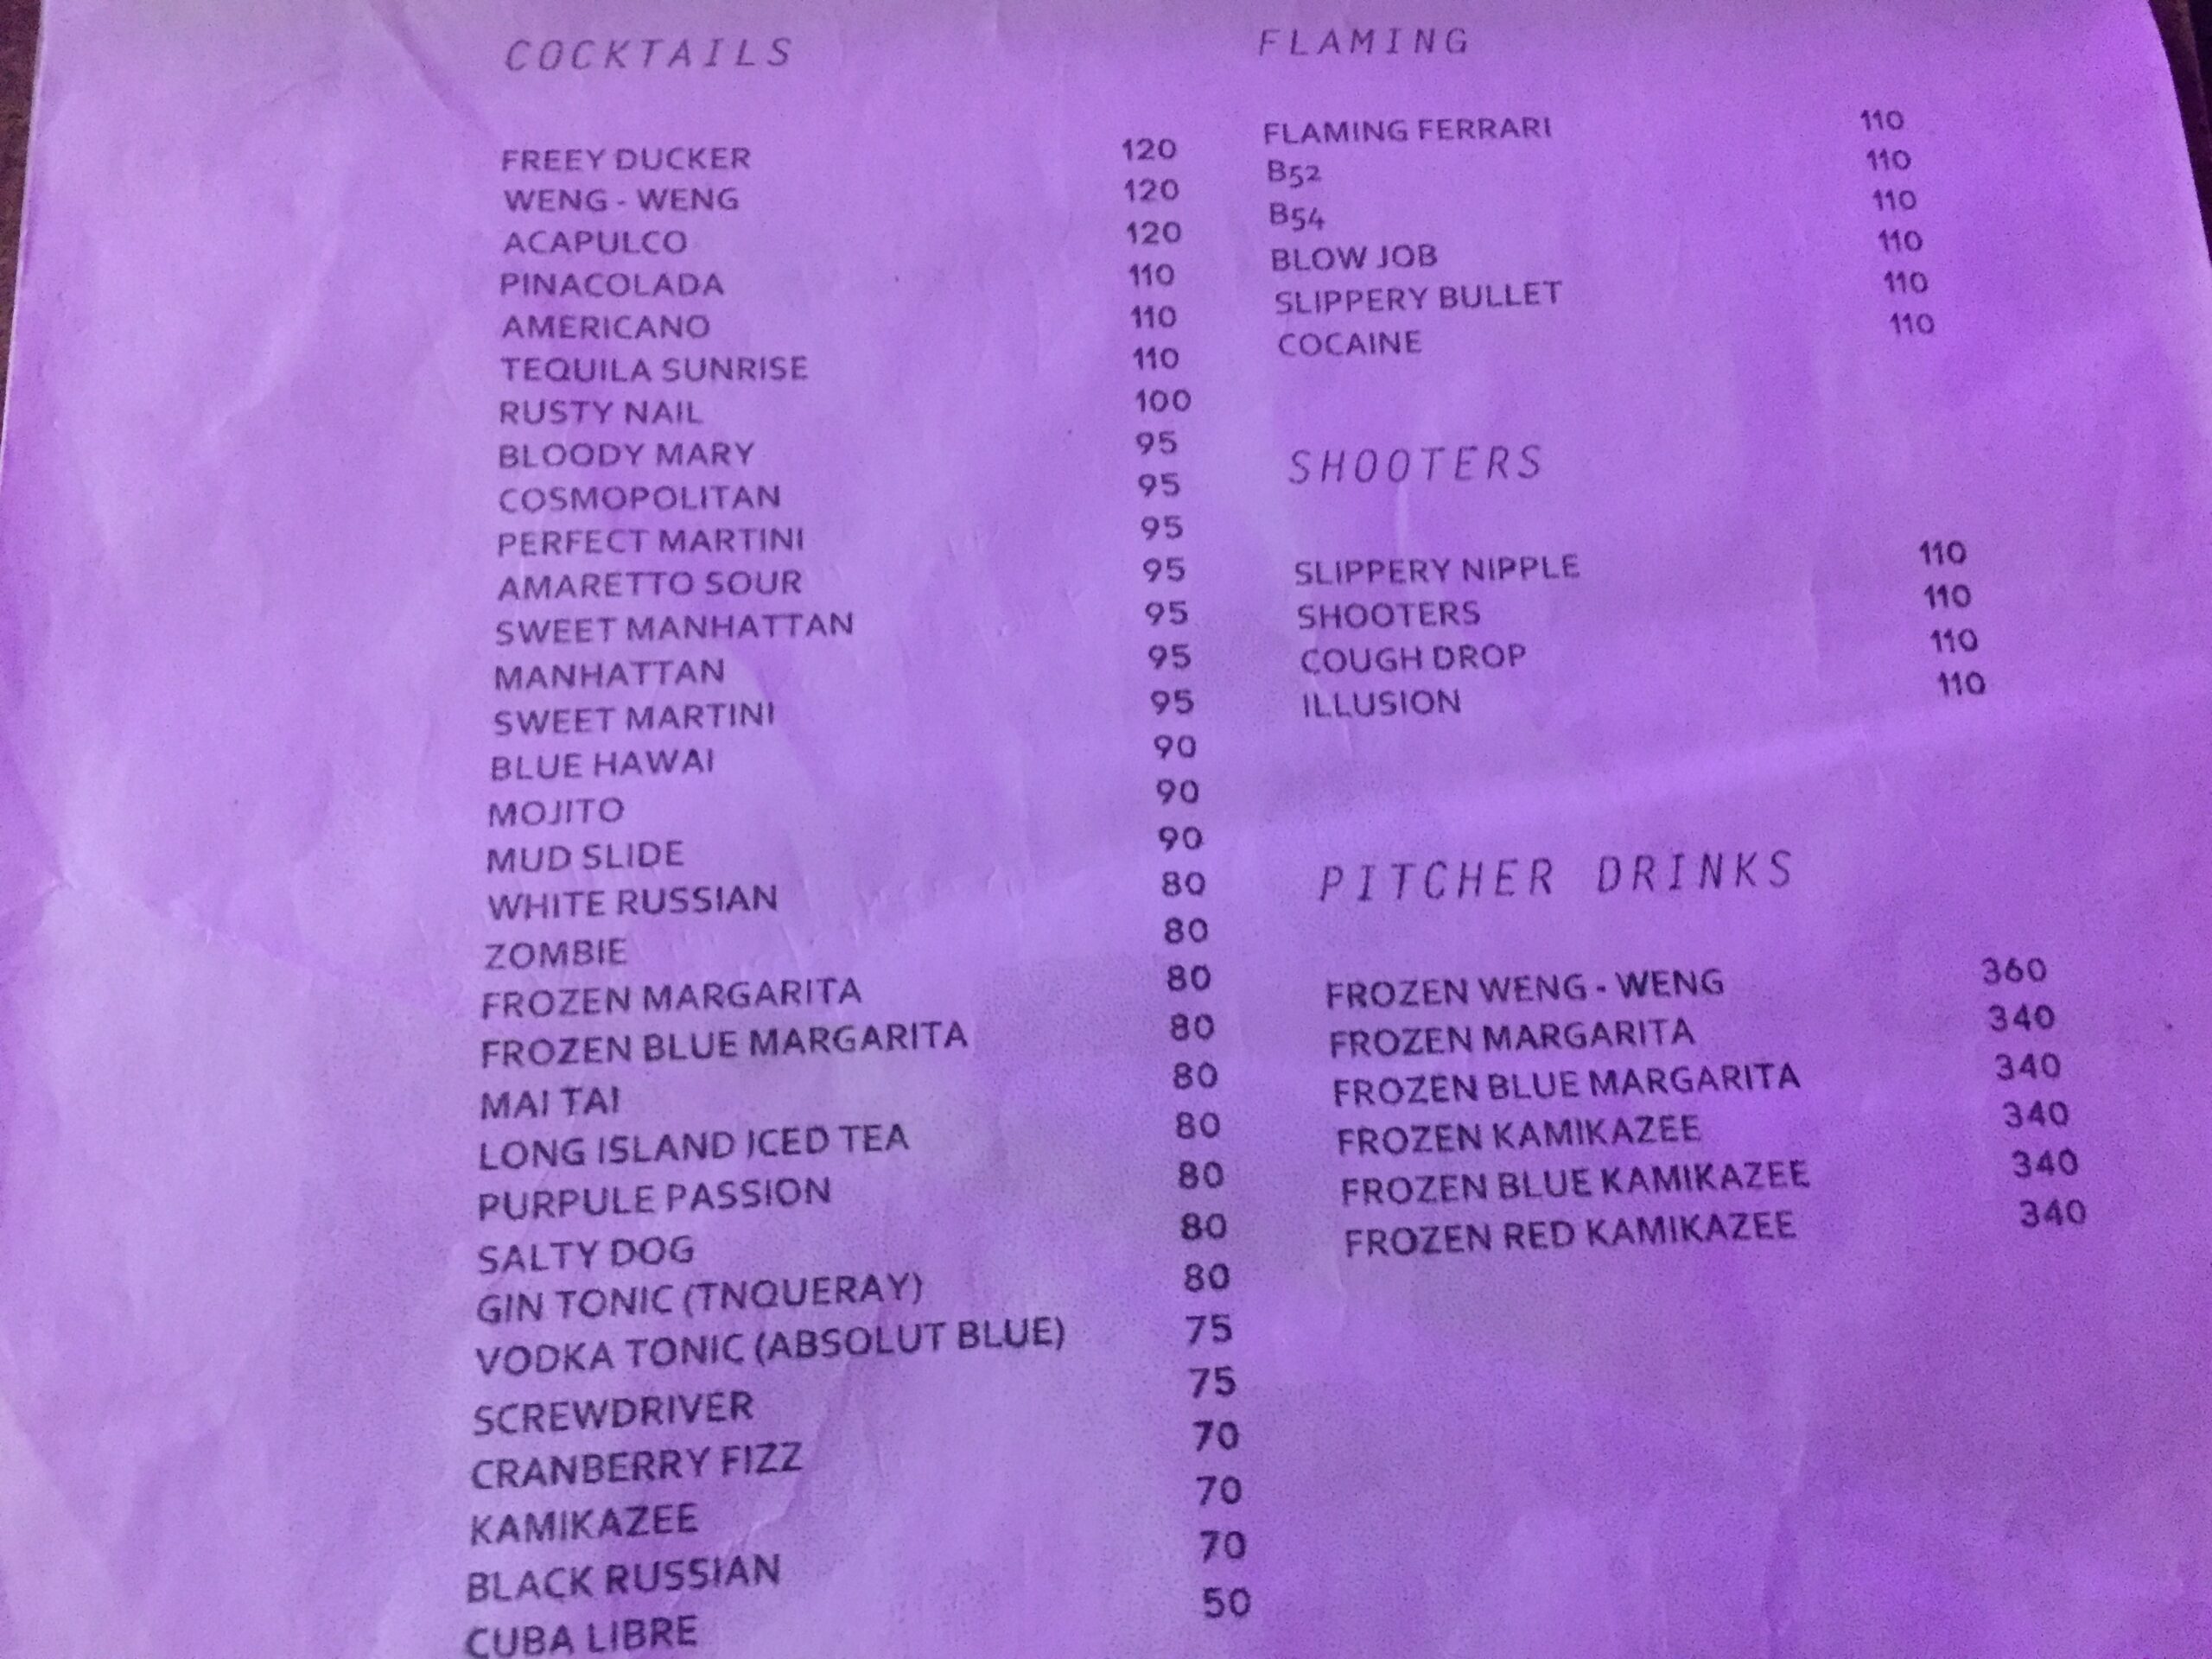 COCKTAILS
FREEY DUCKER 120
WENG - WENG 120
ACAPULCO 120
PINACOLADA 110
AMERICANO 110
TEQUILA SUNRISE 110
RUSTY NAIL 100
BLOODY MARY 95
COSMOPOLITAN 95
PERFECT MARTINI 95
AMARETTO SOUR 95
SWEET MANHATTAN 95
MANHATTAN 95
SWEET MARTINI 95
BLUE HAWAI 90
MOJITO 90
MUD SLIDE 90
WHITE RUSSIAN 80
ZOMBIE 80
FROZEN MARGARITA 80
FROZEN BLUE MARGARITA 80
MAI TAI 80
LONG ISLAND ICED TEA 80
PURPULE PASSION 80
SALTY DOG 80
GIN TONIC (TNQUERAY) 80
VODKA TONIC (ABSOLUT BLUE) 75
SCREWDRIVER 75
CRANBERRY FIZZ 70
KAMIKAZEE 70
BLACK RUSSIAN 70
CUBA LIBRE 50
FLAMING
FLAMING FERRARI 110
B52 110
B54 110
BLOW JOB 110
SLIPPERY BULLET 110
COCAINE 110
SHOOTERS
SLIPPERY NIPPLE 110
SHOOTERS 110
COUGH DROP 110
ILLUSION 110
PITCHER DRINKS
FROZEN WENG - WENG 360
FROZEN MARGARITA 340
FROZEN BLUE MARGARITA 340
FROZEN KAMIKAZEE 340
FROZEN BLUE KAMIKAZEE 340
FROZEN RED KAMIKAZEE 340